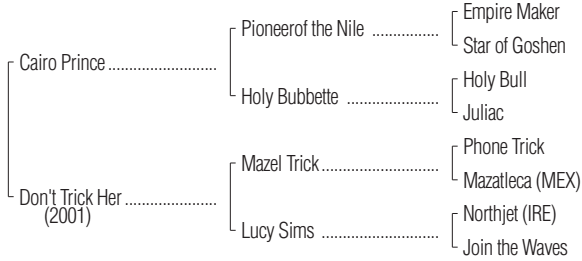 Empire Maker
Pioneerof the Nile ................
Star of Goshen
Cairo Prince ..........................
Holy Bull
Holy Bubbette ......................
Juliac
Phone Trick
Mazel Trick............................
Mazatleca (MEX)
Don't Trick Her ......................
(2001)
Northjet (IRE)
Lucy Sims ............................
Join the Waves